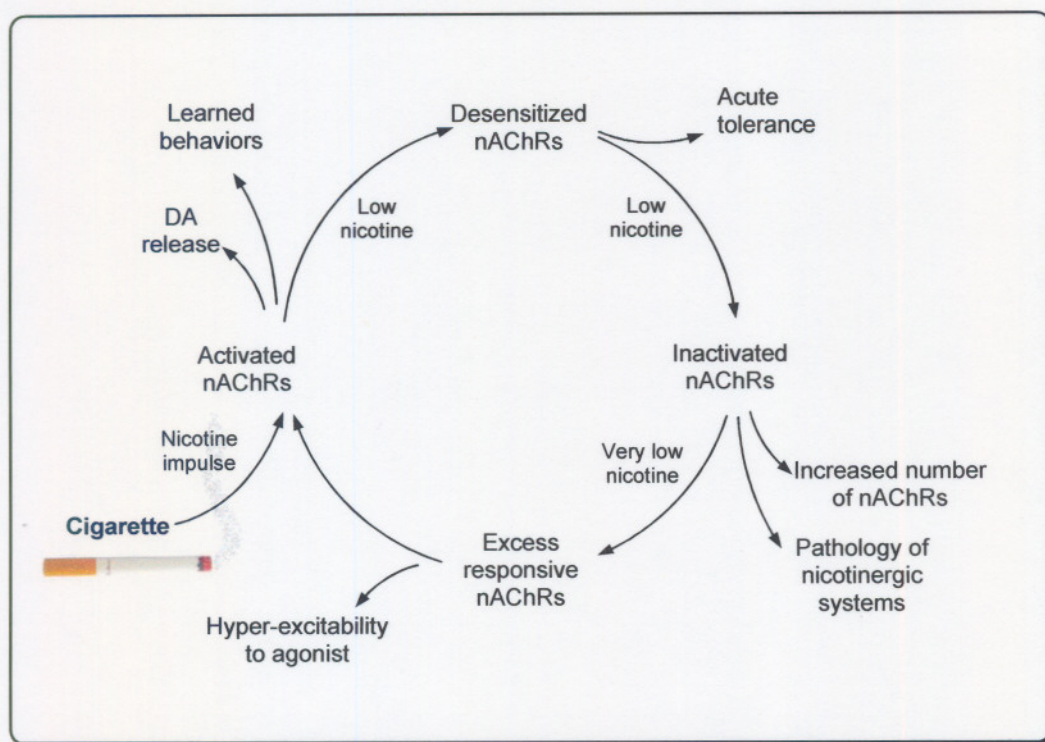 Learned
behaviors
DA
release
Desensitized
nAChRs
Acute
tolerance
Low
nicotine
Low
nicotine
Activated
nAChRs
Inactivated
nAChRs
Nicotine
impulse
Very low
nicotine
Increased number
of nAChRs
Cigarette
Excess
responsive
nAChRs
Pathology of
nicotinergic
systems
Hyper-excitability
to agonist